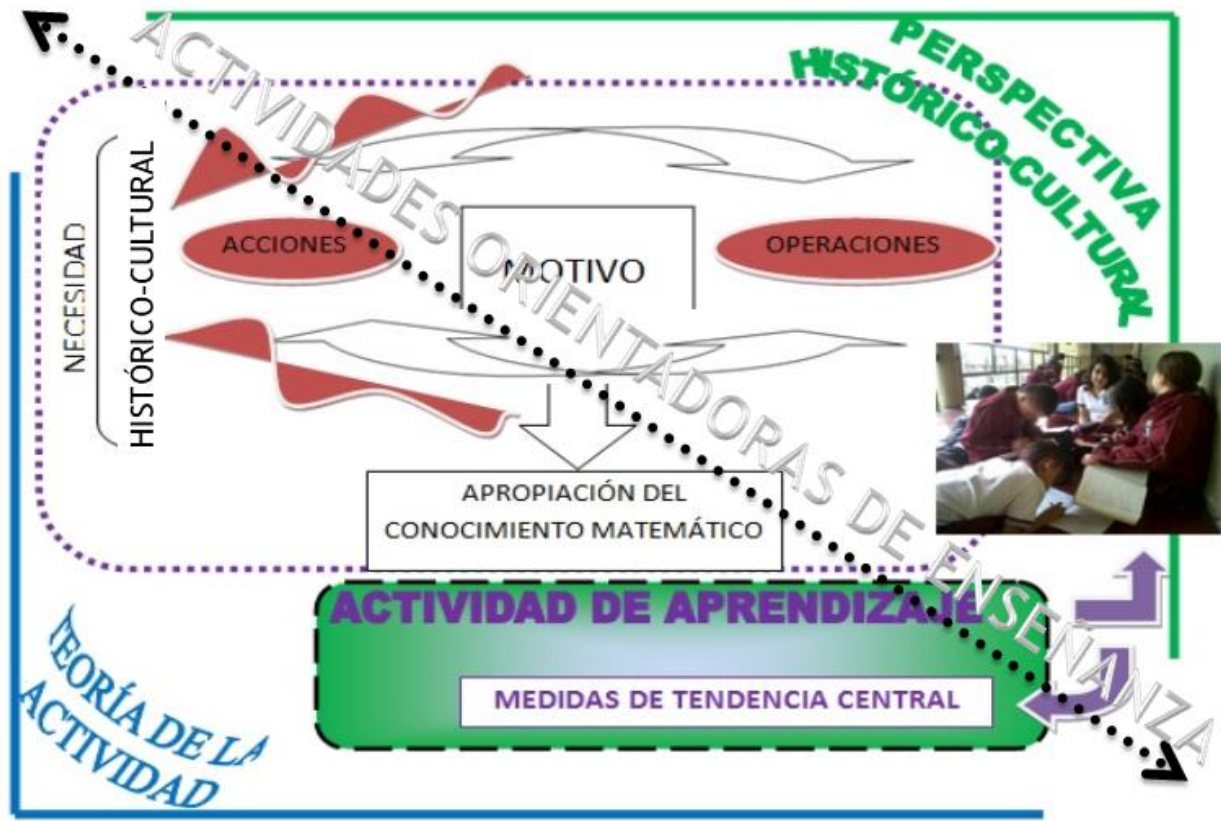 PERSPECTIVA
HISTÓRICO-CULTURAL
ACTIVIDADES ORIENTADORAS DE ENSEÑANZA
NECESIDAD
HISTÓRICO-CULTURAL
ACCIONES
MOTIVO
OPERACIONES
APROPIACIÓN DEL
CONOCIMIENTO MATEMÁTICO
ACTIVIDAD DE APRENDIZAJE
MEDIDAS DE TENDENCIA CENTRAL
TEORÍA DE LA
ACTIVIDAD